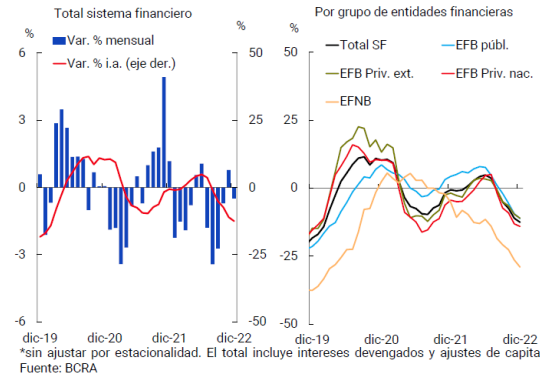 Total sistema financiero
Por grupo de entidades financieras
%
%
%
Var. % mensual
Var. % i.a. (eje der.)
6
3
0
-3
-6
50
25
0
-25
-50
dic-19
dic-20
dic-21
dic-22
Total SF
EFB públ.
EFB Priv. ext.
EFB Priv. nac.
EFNB
50
25
0
-25
-50
dic-19
dic-20
dic-21
dic-22
*sin ajustar por estacionalidad. El total incluye intereses devengados y ajustes de capita
Fuente: BCRA